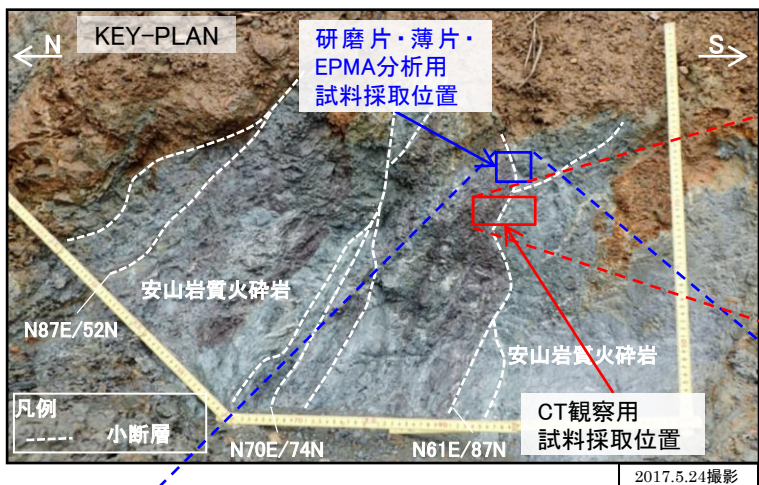 KEY-PLAN
N
S
研磨片・薄片・
EPMA分析用
試料採取位置
安山岩質火砕岩
N87E/52N
安山岩質火砕岩
凡例
小断層
N70E/74N
N61E/87N
CT観察用
試料採取位置
2017.5.24撮影